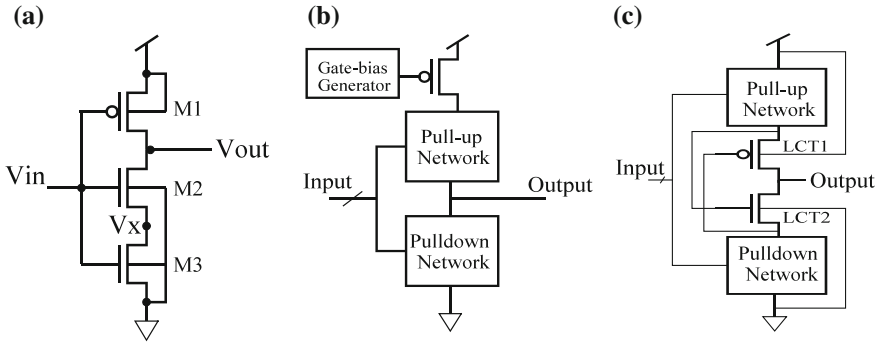 (a)
M1
Vout
Vin
M2
Vx
M3
(b)
Gate-bias
Generator
Pull-up
Network
Input
Output
Pulldown
Network
(c)
Pull-up
Network
LCT1
Input
Output
LCT2
Pulldown
Network